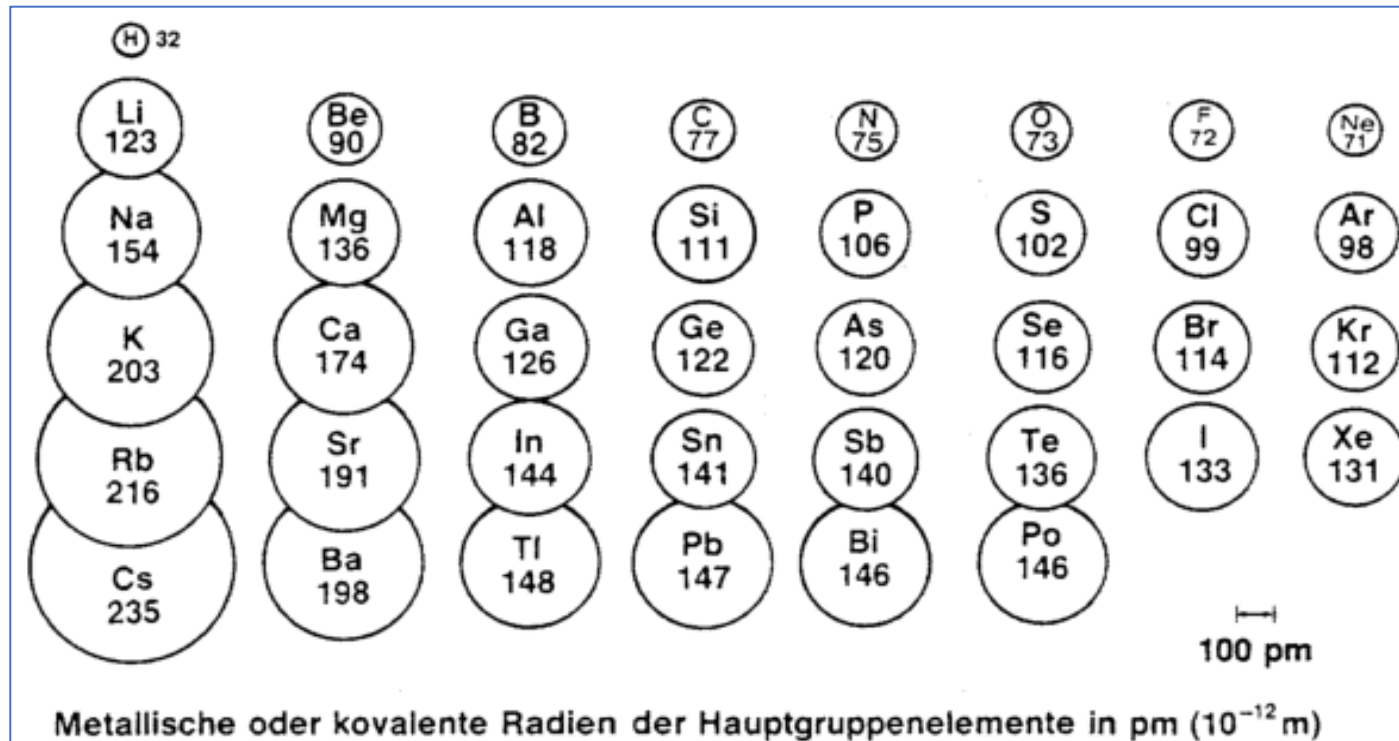 H 32
Li Be B C N O F Ne
123 90 82 77 75 73 72 71
Na Mg Al Si P S Cl Ar
154 136 118 111 106 102 99 98
K Ca Ga Ge As Se Br Kr
203 174 126 122 120 116 114 112
Rb Sr In Sn Sb Te I Xe
216 191 144 141 140 136 133 131
Cs Ba Tl Pb Bi Po
235 198 148 147 146 146
100 pm
Metallische oder kovalente Radien der Hauptgruppenelemente in pm (10⁻¹² m)